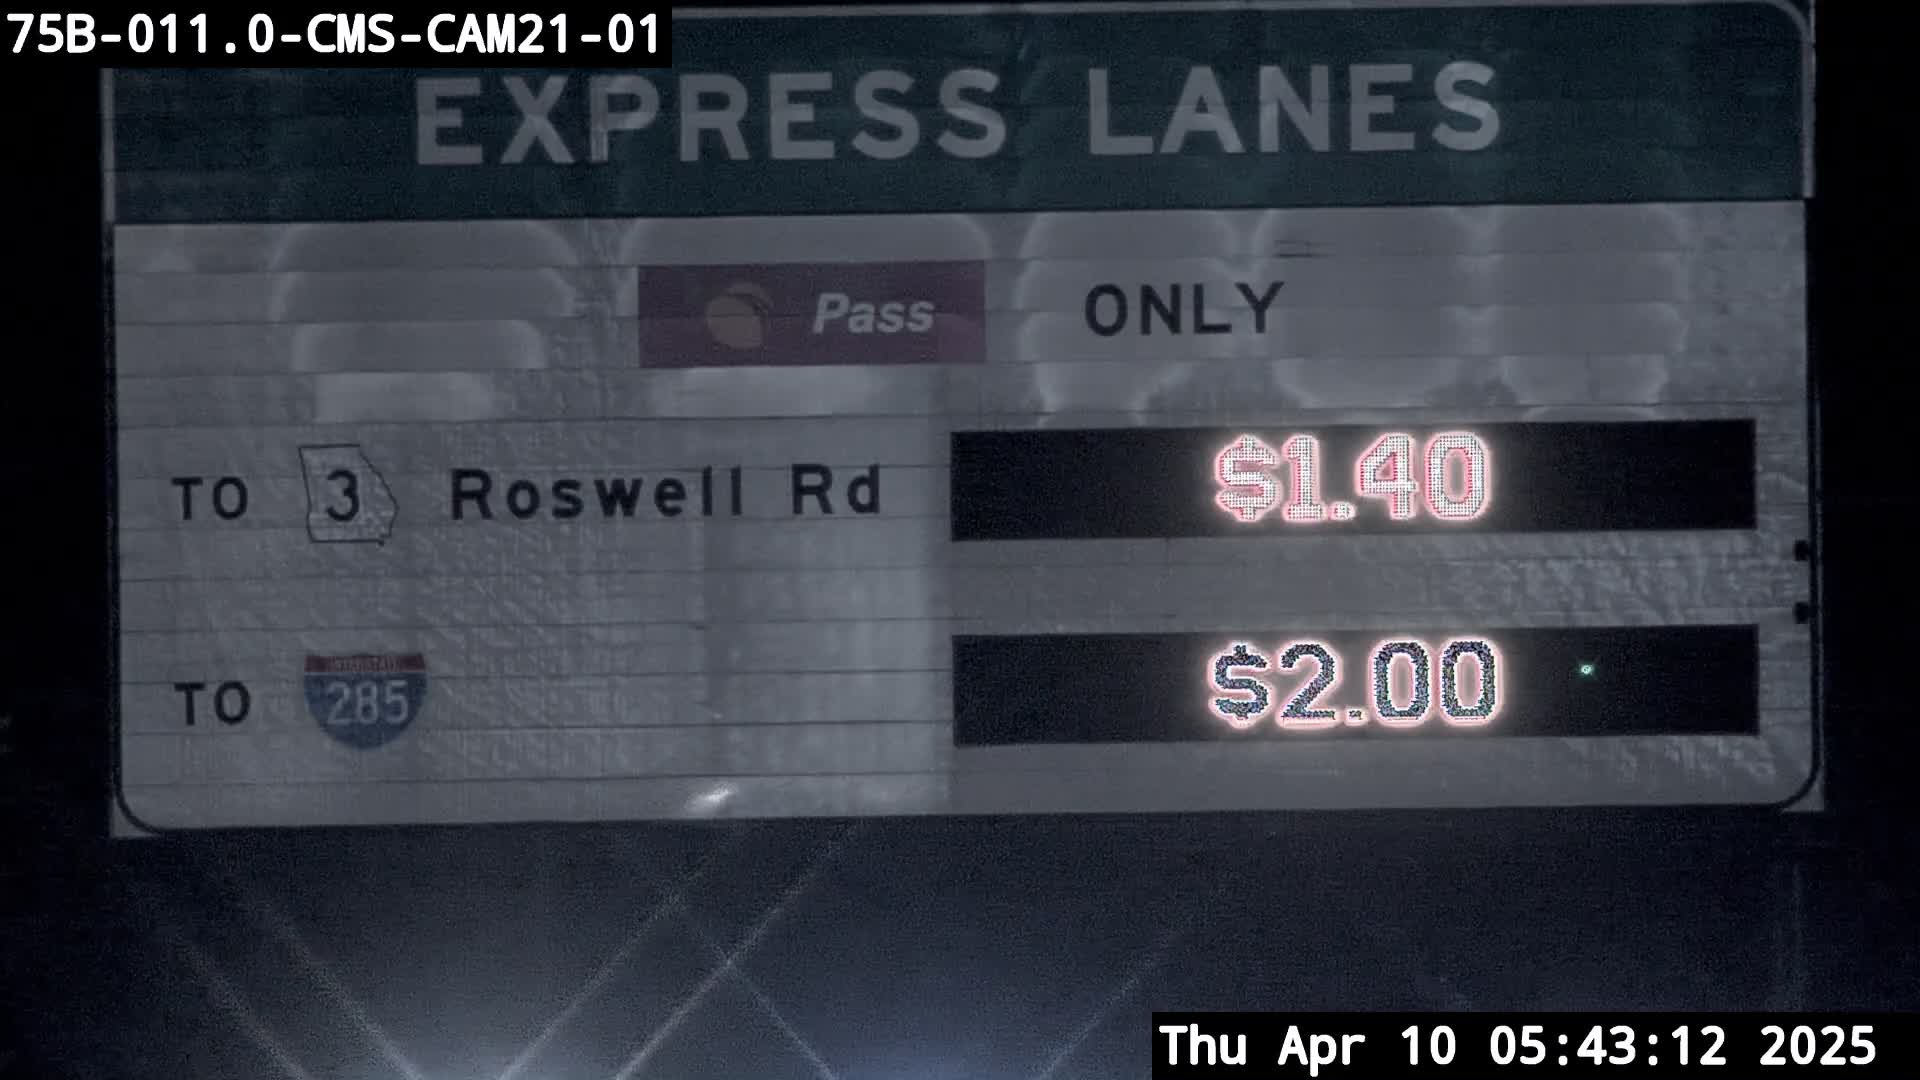 75B-011.0-CMS-CAM21-01
EXPRESS LANES
Pass ONLY
TO 3 Roswell Rd $1.40
INTERSTATE
TO 285 $2.00
Thu Apr 10 05:43:12 2025